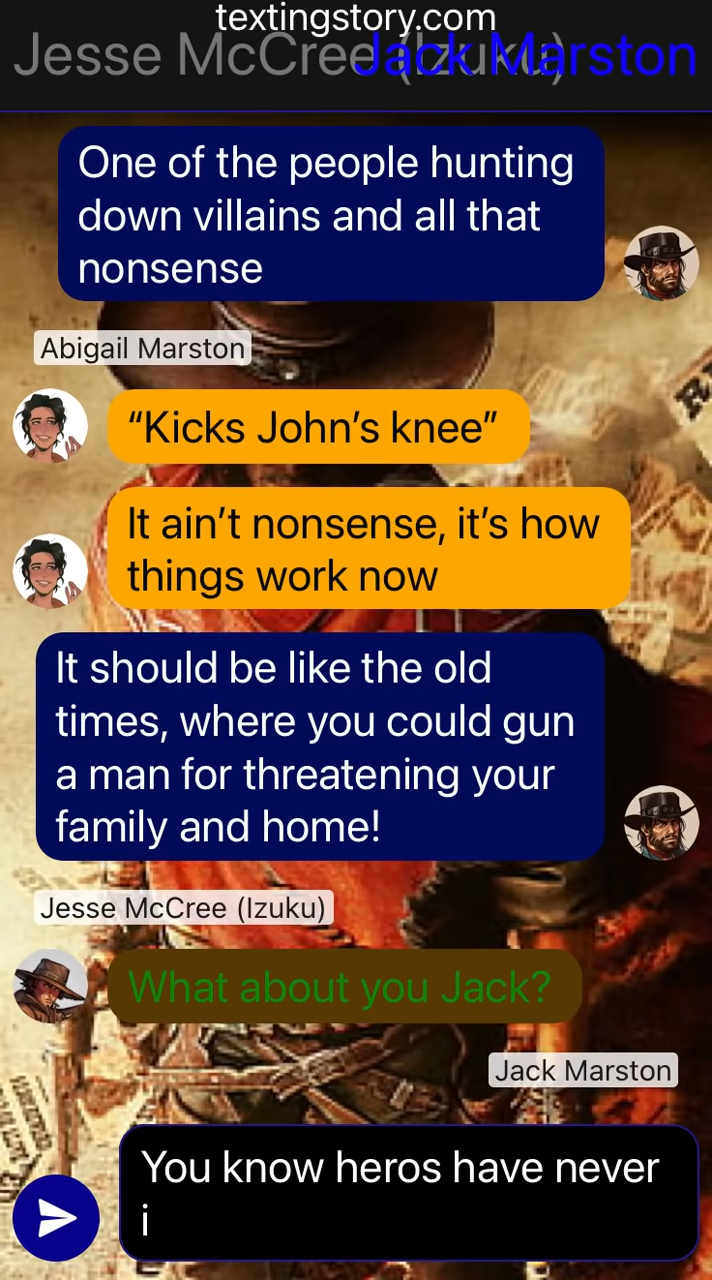 textingstory.com
Jesse McCree (Izuku)
Jack Marston
One of the people hunting
down villains and all that
nonsense
Abigail Marston
“Kicks John’s knee”
It ain’t nonsense, it’s how
things work now
It should be like the old
times, where you could gun
a man for threatening your
family and home!
Jesse McCree (Izuku)
What about you Jack?
Jack Marston
You know heros have never
i